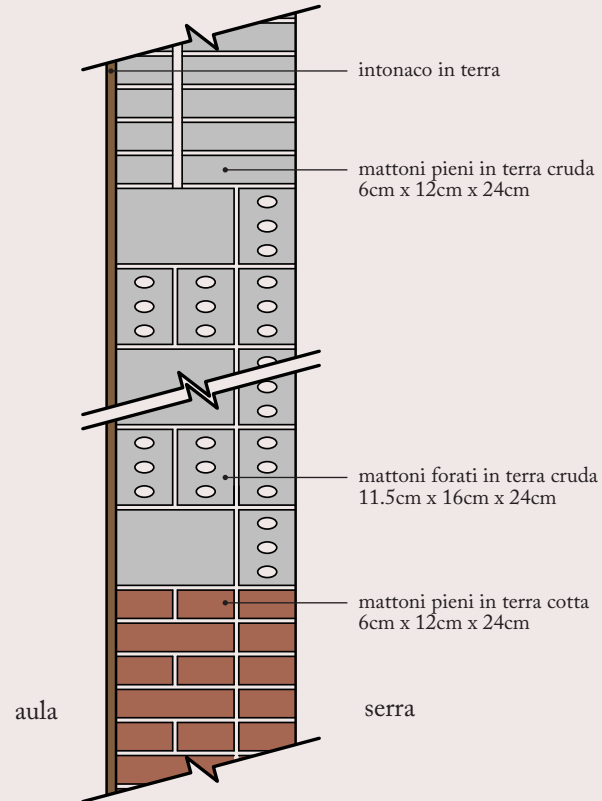 intonaco in terra
mattoni pieni in terra cruda
6cm x 12cm x 24cm
mattoni forati in terra cruda
11.5cm x 16cm x 24cm
mattoni pieni in terra cotta
6cm x 12cm x 24cm
aula
serra